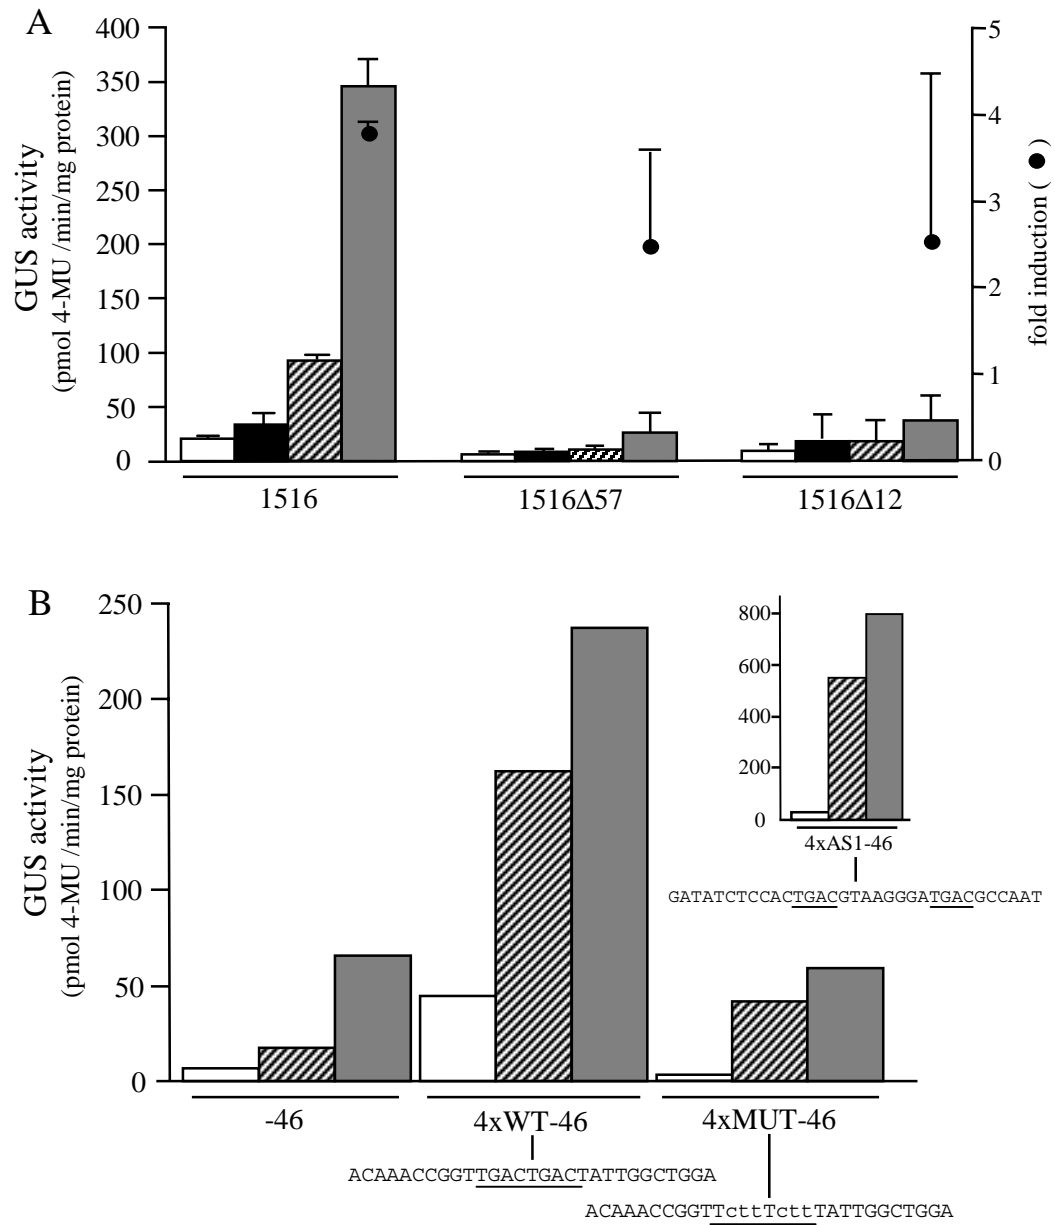 A
400
350
300
250
200
150
100
50
0
GUS activity
(pmol 4-MU /min/mg protein)
5
4
3
2
1
0
fold induction ( )
1516
1516Δ57
1516Δ12
B
250
200
150
100
50
0
GUS activity
(pmol 4-MU /min/mg protein)
800
600
400
200
0
4xAS1-46
GATATCTCCACTGACGTAAGGGATGACGCCAAT
-46
4xWT-46
4xMUT-46
ACAAACCGGTTGACTGACTATTGGCTGGA
ACAAACCGGTTctttTctttTATTGGCTGGA